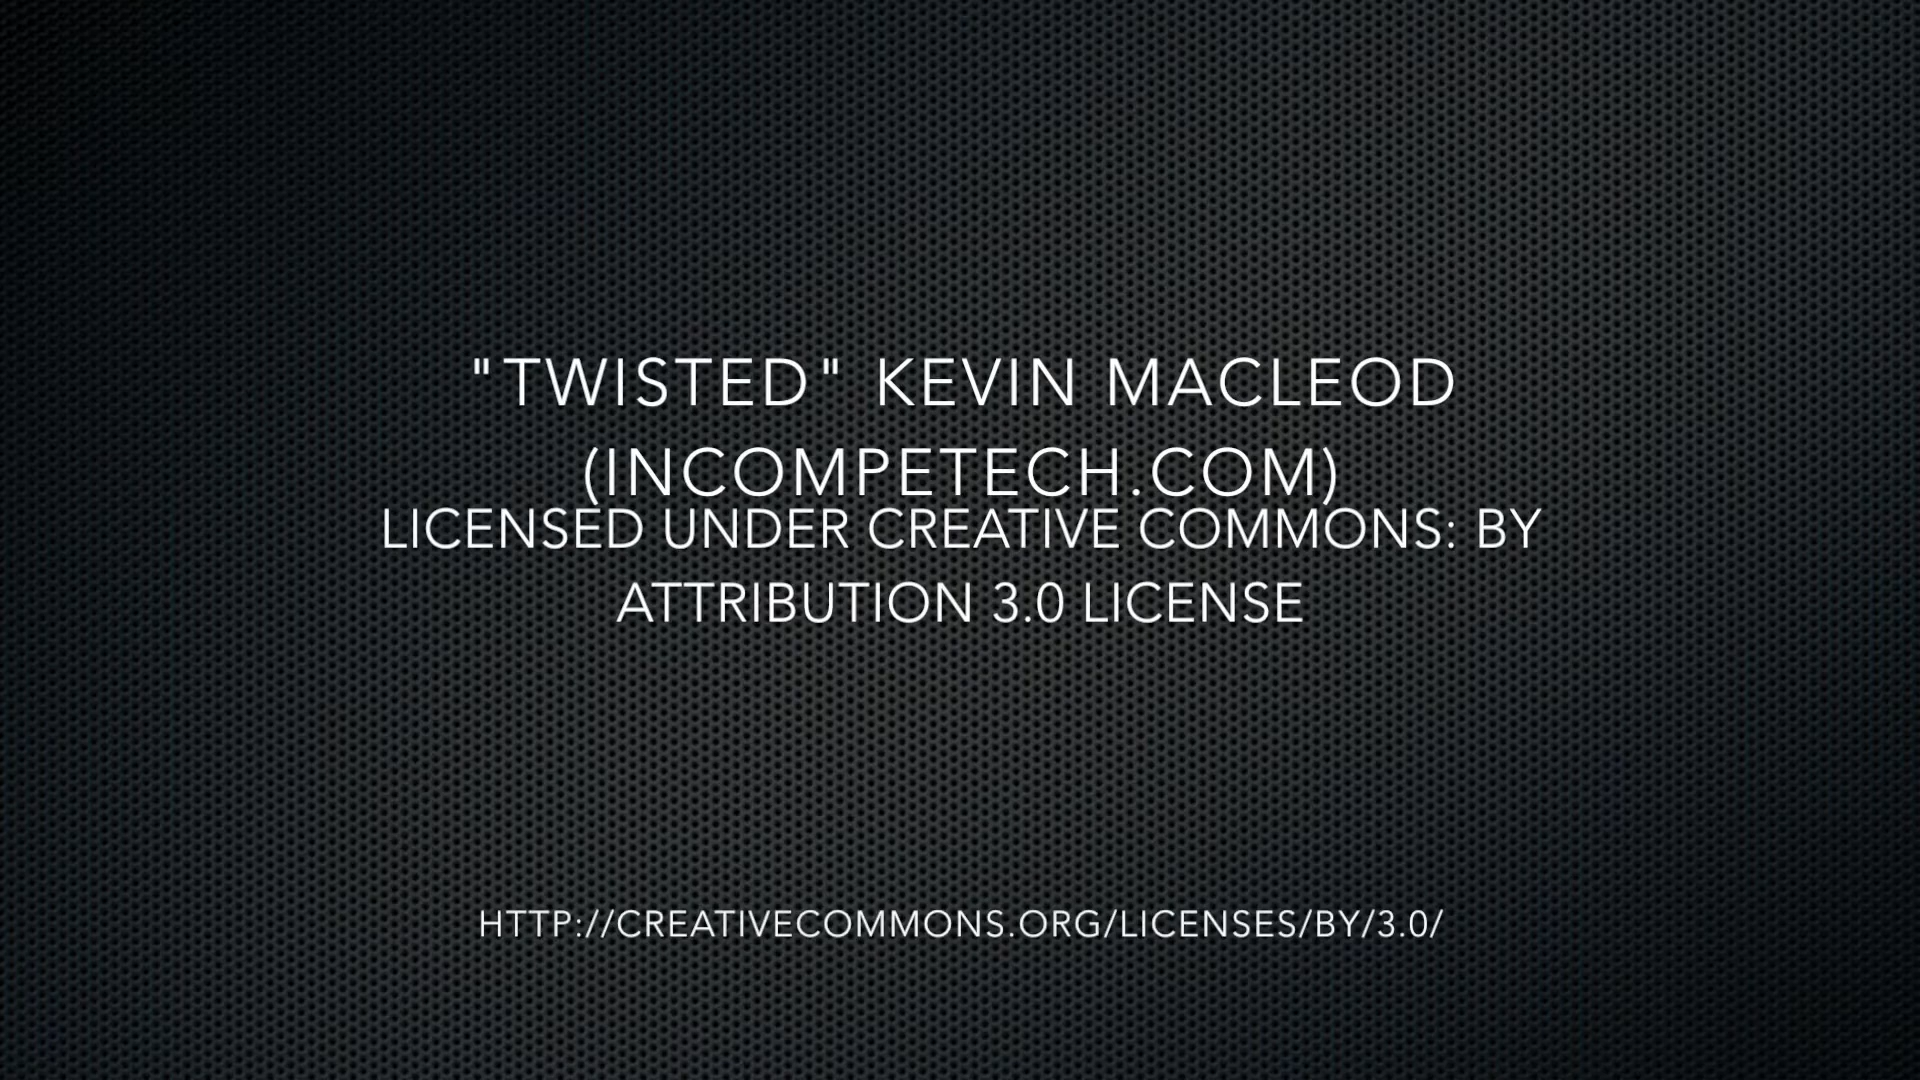 "TWISTED" KEVIN MACLEOD
(INCOMPETECH.COM)
LICENSED UNDER CREATIVE COMMONS: BY
ATTRIBUTION 3.0 LICENSE
HTTP://CREATIVECOMMONS.ORG/LICENSES/BY/3.0/